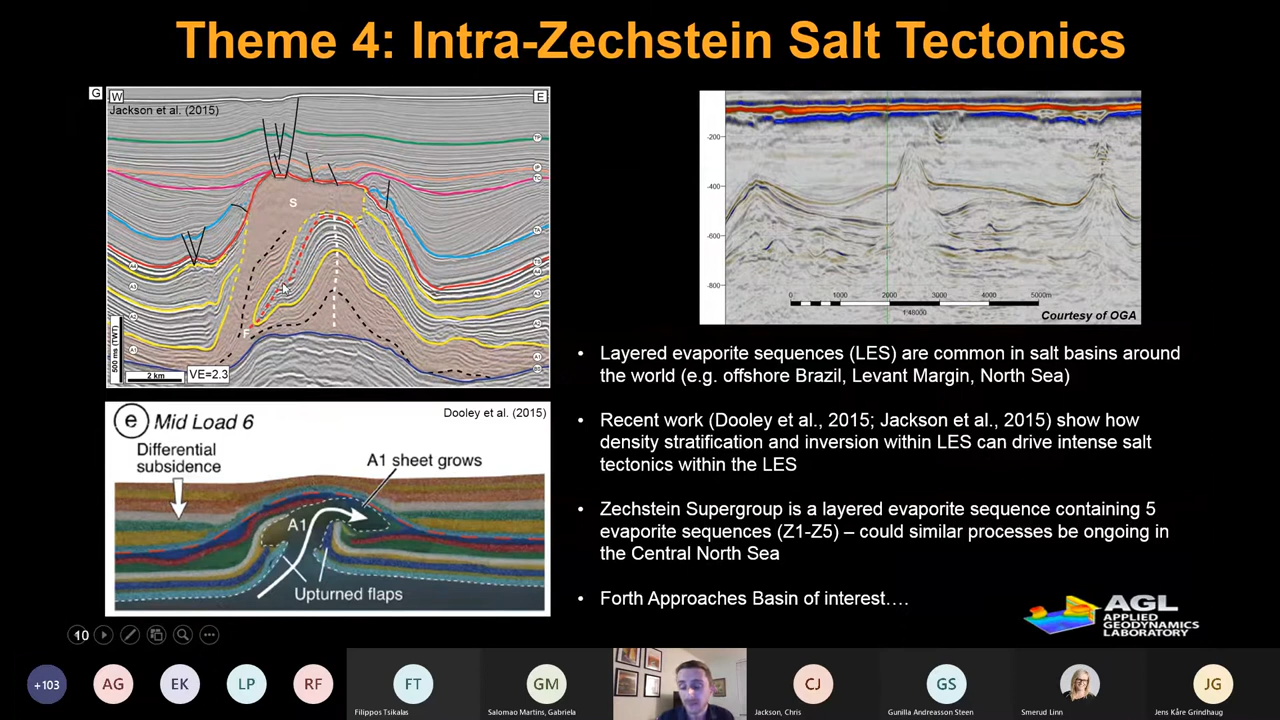 Theme 4: Intra-Zechstein Salt Tectonics
G
W
E
Jackson et al. (2015)
S
F
500 ms (TWT)
2 km
VE=2.3
-200
-400
-600
-800
0 1000 2000 3000 4000 5000m
1:48000
Courtesy of OGA
e
Mid Load 6
Dooley et al. (2015)
Differential
subsidence
A1 sheet grows
A1
Upturned flaps
• Layered evaporite sequences (LES) are common in salt basins around
the world (e.g. offshore Brazil, Levant Margin, North Sea)
• Recent work (Dooley et al., 2015; Jackson et al., 2015) show how
density stratification and inversion within LES can drive intense salt
tectonics within the LES
• Zechstein Supergroup is a layered evaporite sequence containing 5
evaporite sequences (Z1-Z5) – could similar processes be ongoing in
the Central North Sea
• Forth Approaches Basin of interest….
AGL
APPLIED
GEODYNAMICS
LABORATORY
10
+103
AG
EK
LP
RF
FT
Filippos Tsikalas
GM
Salomao Martins, Gabriela
CJ
Jackson, Chris
GS
Gunilla Andreasson Steen
Smerud Linn
JG
Jens Kåre Grindhaug